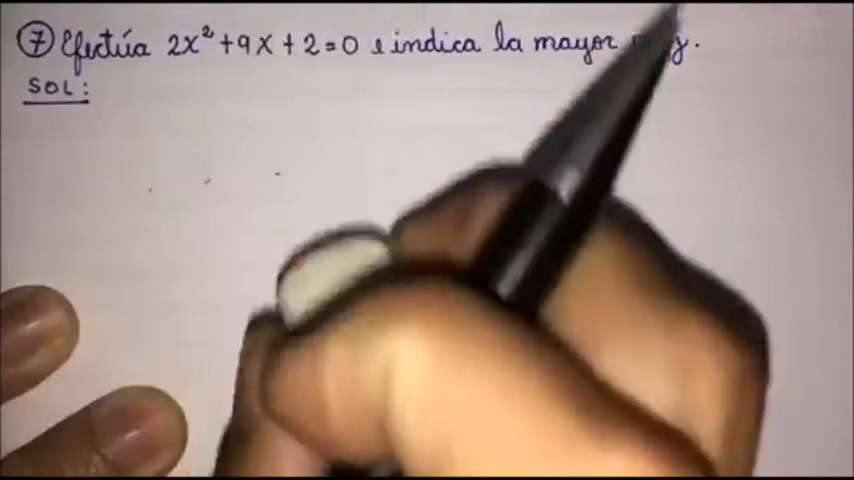 ⑦ Efectúa 2x² + 9x + 2 = 0 e indica la mayor
SOL: